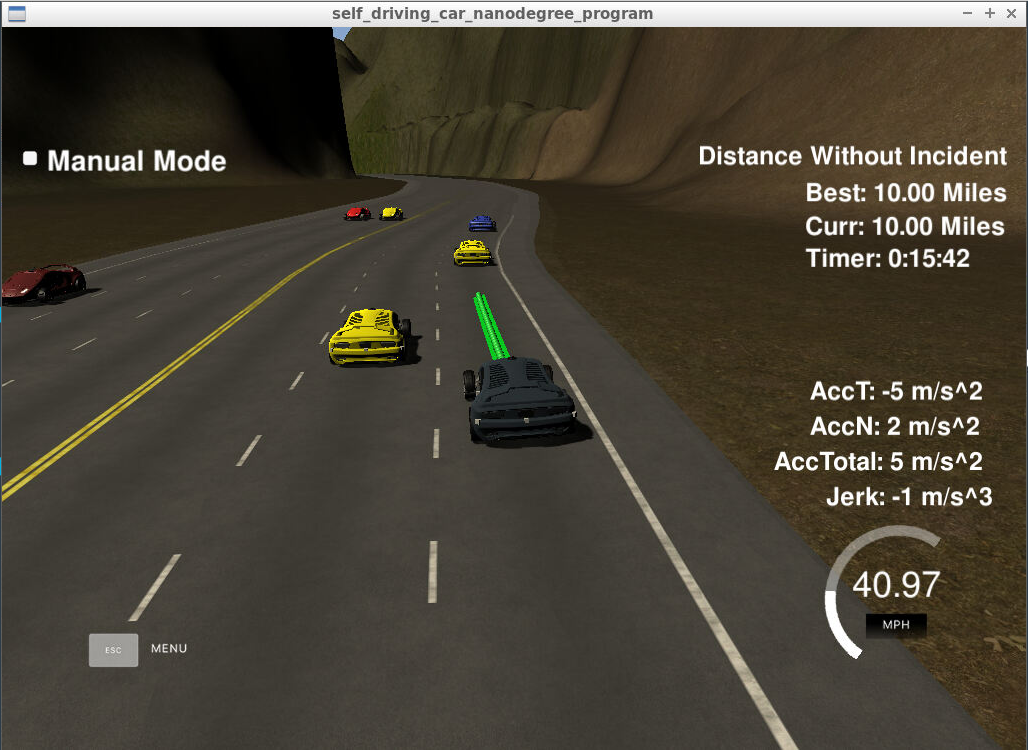 self_driving_car_nanodegree_program
Manual Mode
Distance Without Incident
Best: 10.00 Miles
Curr: 10.00 Miles
Timer: 0:15:42
AccT: -5 m/s^2
AccN: 2 m/s^2
AccTotal: 5 m/s^2
Jerk: -1 m/s^3
40.97
MPH
ESC MENU